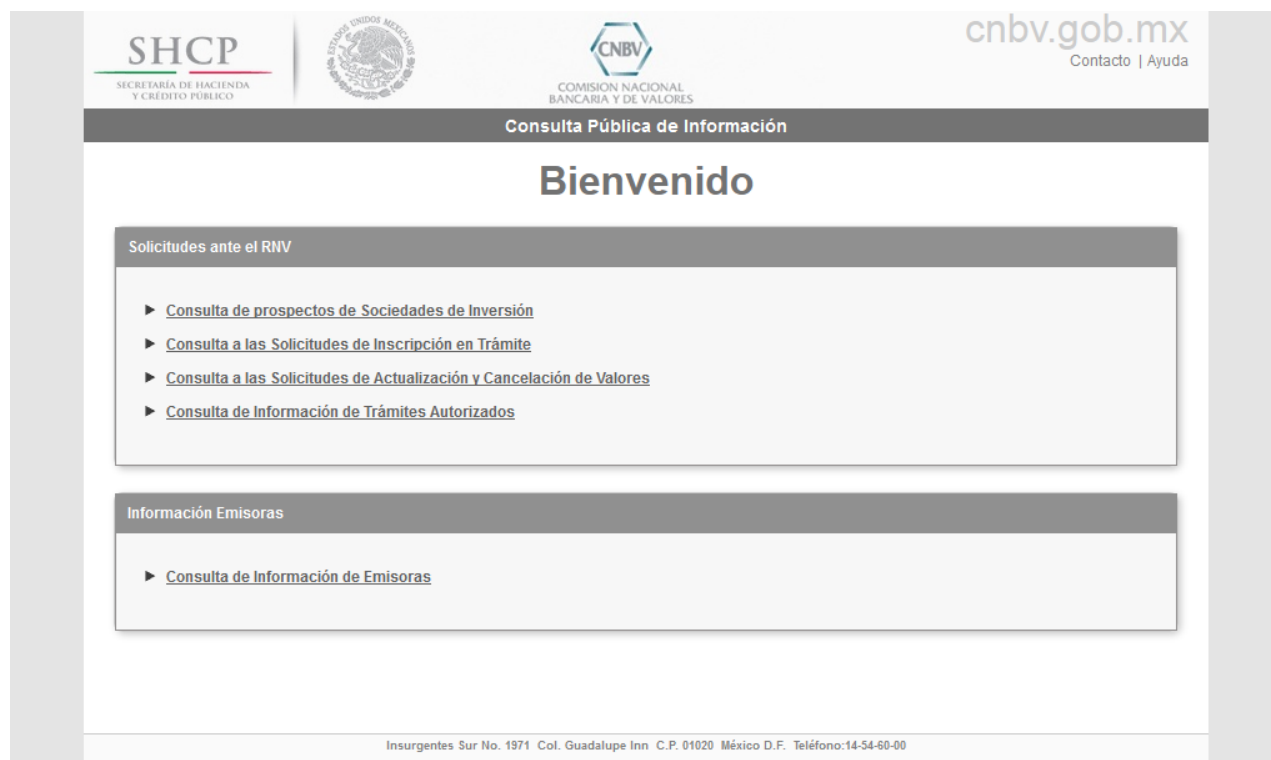 SHCP
SECRETARÍA DE HACIENDA
Y CRÉDITO PÚBLICO
ESTADOS UNIDOS MEXICANOS
CNBV
COMISION NACIONAL
BANCARIA Y DE VALORES
cnbv.gob.mx
Contacto | Ayuda
Consulta Pública de Información
Bienvenido
Solicitudes ante el RNV
Consulta de prospectos de Sociedades de Inversión
Consulta a las Solicitudes de Inscripción en Trámite
Consulta a las Solicitudes de Actualización y Cancelación de Valores
Consulta de Información de Trámites Autorizados
Información Emisoras
Consulta de Información de Emisoras
Insurgentes Sur No. 1971 Col. Guadalupe Inn C.P. 01020 México D.F. Teléfono:14-54-60-00